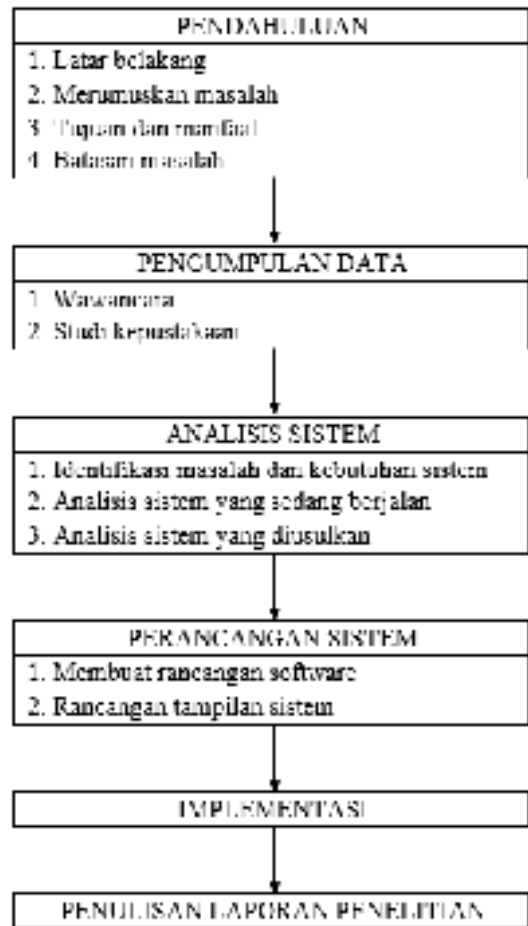 PENDAHULUAN
1. Latar belakang
2. Merumuskan masalah
3. Tujuan dan manfaat
4. Batasan masalah
PENGUMPULAN DATA
1. Wawancara
2. Studi kepustakaan
ANALISIS SISTEM
1. Identifikasi masalah dan kebutuhan sistem
2. Analisis sistem yang sedang berjalan
3. Analisis sistem yang diusulkan
PERANCANGAN SISTEM
1. Membuat rancangan software
2. Rancangan tampilan sistem
IMPLEMENTASI
PENULISAN LAPORAN PENELITIAN